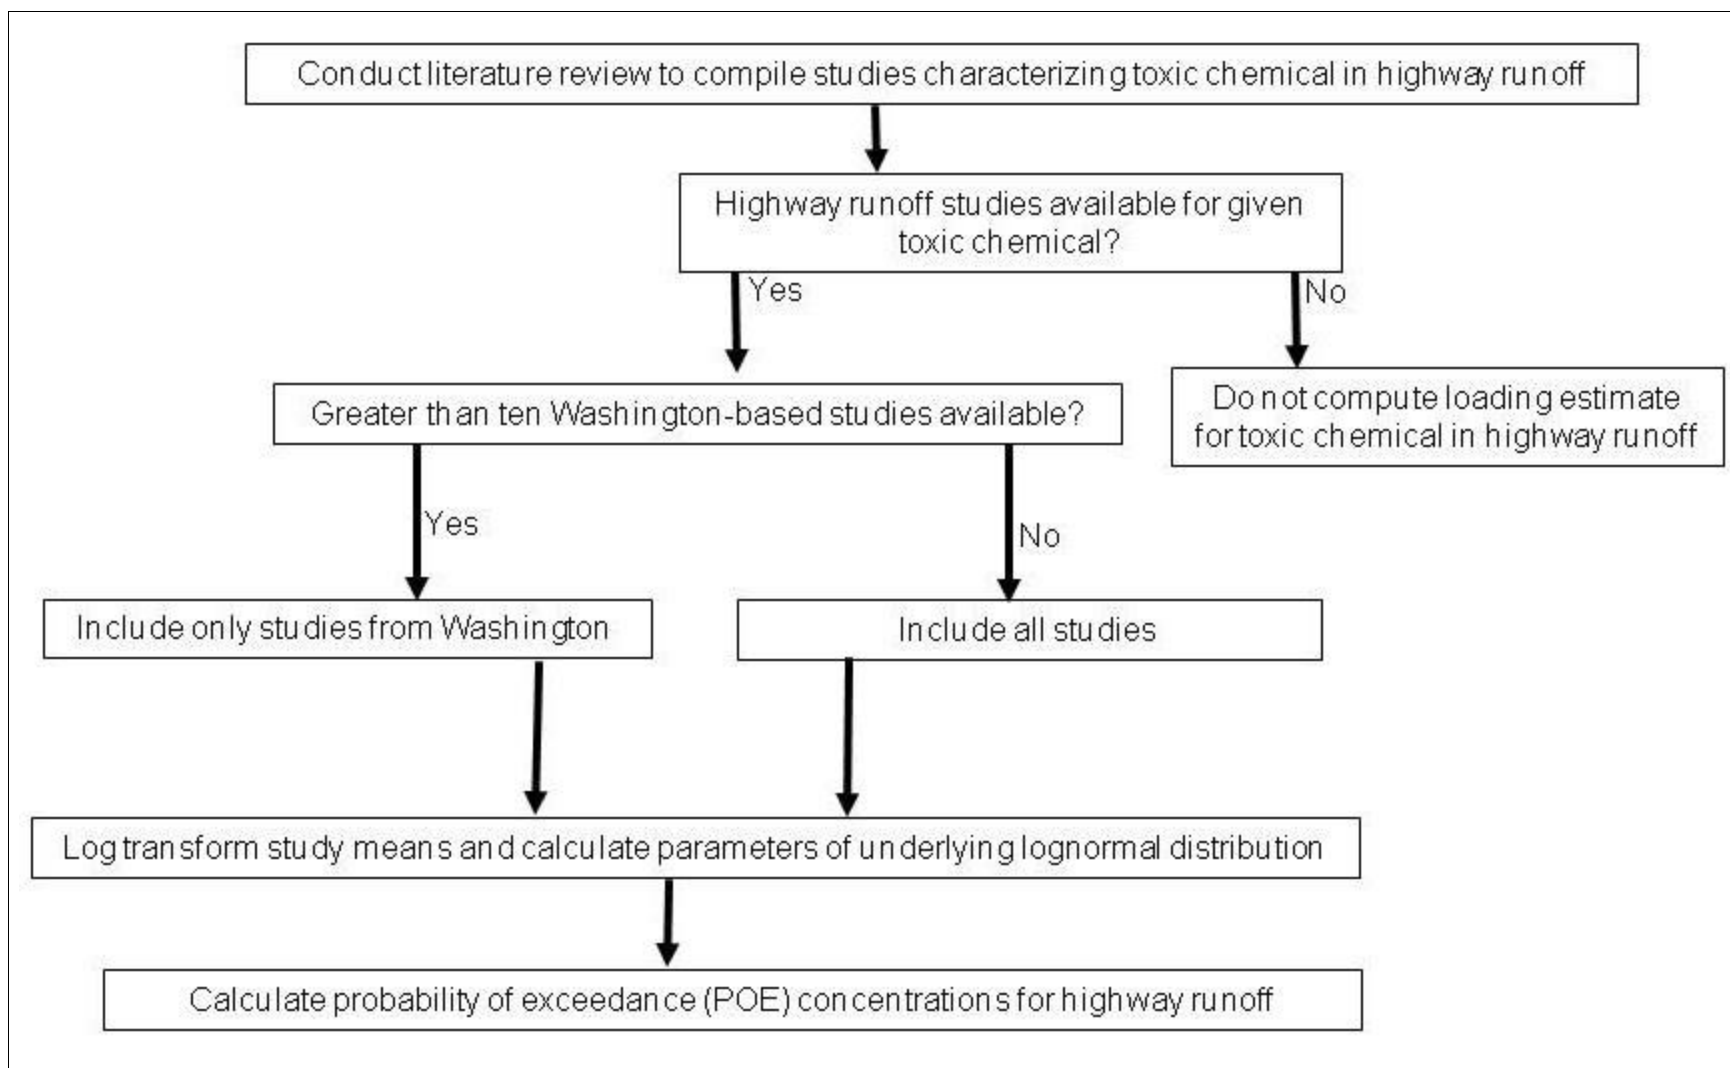 Conduct literature review to compile studies characterizing toxic chemical in highway runoff
Highway runoff studies available for given
toxic chemical?
Yes
No
Do not compute loading estimate
for toxic chemical in highway runoff
Greater than ten Washington-based studies available?
Yes
No
Include only studies from Washington
Include all studies
Log transform study means and calculate parameters of underlying lognormal distribution
Calculate probability of exceedance (POE) concentrations for highway runoff